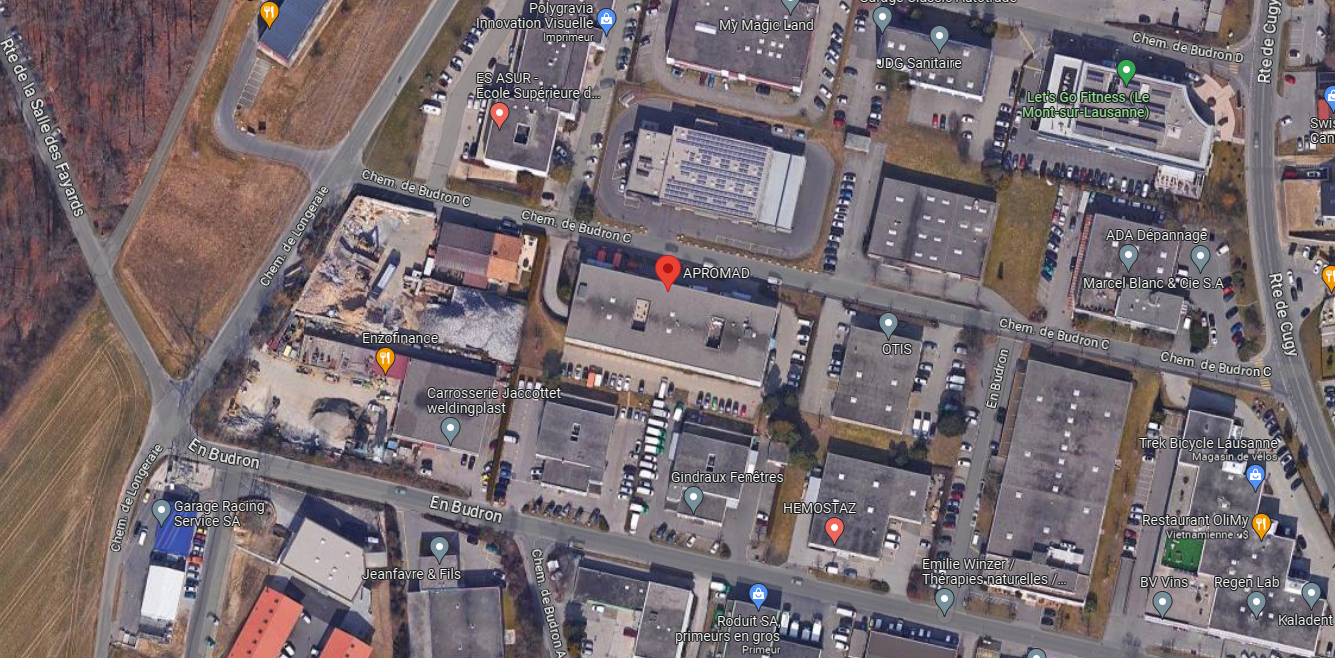 Polygravia
Innovation Visuelle
Imprimeur
My Magic Land
JDG Sanitaire
Chem. de Budron D
Rte de Cugy
Let's Go Fitness (Le
Mont-sur-Lausanne)
ES ASUR -
Ecole Supérieure d...
Rte de la Salle des Fayards
Chem. de Budron C
Chem. de Budron C
Chem. de Longeraie
APROMAD
ADA Dépannage
Marcel Blanc & Cie S.A
Rte de Cugy
Enzofinance
OTIS
Chem. de Budron C
Chem. de Budron C
En Budron
Carrosserie Jaccottet
weldingplast
Trek Bicycle Lausanne
Magasin de vélos
En Budron
Chem. de Longeraie
Gindraux Fenêtres
En Budron
HEMOSTAZ
Garage Racing
Service SA
Restaurant OliMy
Vietnamienne • $
Jeanfavre & Fils
Chem. de Budron A
Emilie Winzer /
Thérapies naturelles /...
BV Vins
Regen Lab
Kaladent
Roduit SA,
primeurs en gros
Primeur